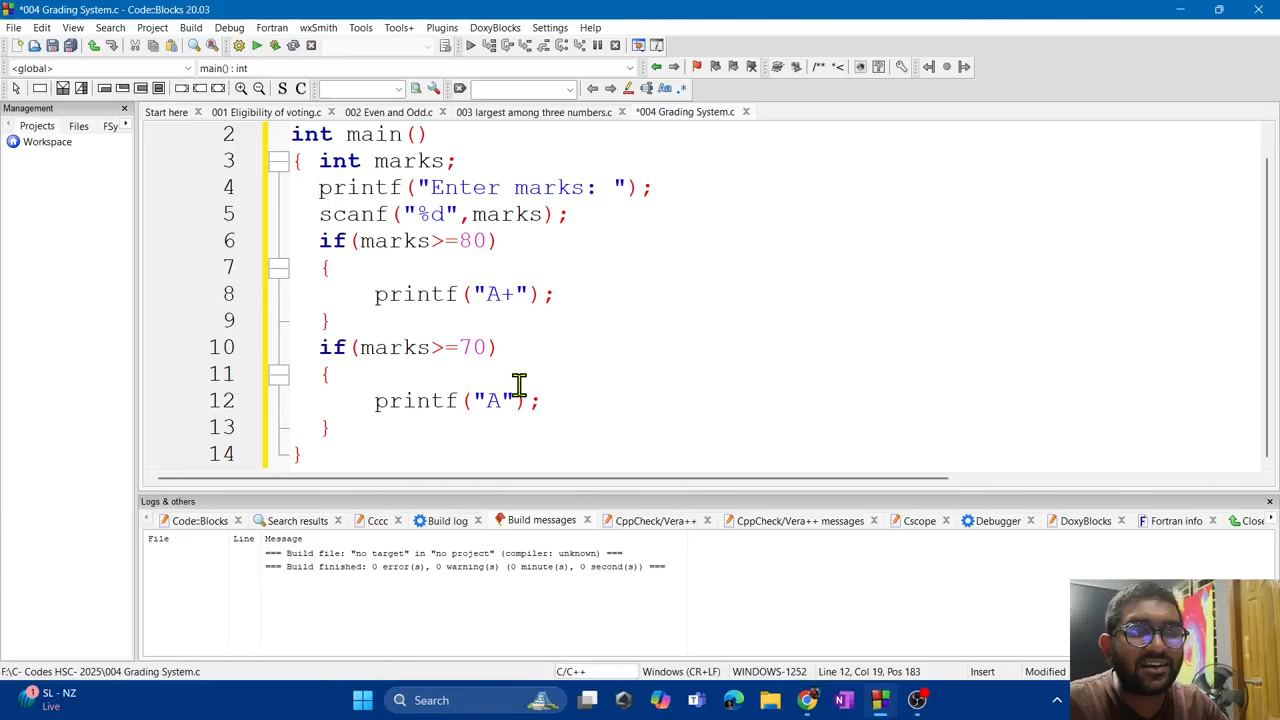 *004 Grading System.c - Code::Blocks 20.03
File Edit View Search Project Build Debug Fortran wxSmith Tools Tools+ Plugins DoxyBlocks Settings Help
<global> main() : int
/** *<
S C Aa .*
Management
Projects Files FSy
Workspace
Start here 001 Eligibility of voting.c 002 Even and Odd.c 003 largest among three numbers.c *004 Grading System.c
2 int main()
3 { int marks;
4 printf("Enter marks: ");
5 scanf("%d",marks);
6 if(marks>=80)
7 {
8 printf("A+");
9 }
10 if(marks>=70)
11 {
12 printf("A");
13 }
14 }
Logs & others
Code::Blocks Search results Cccc Build log Build messages CppCheck/Vera++ CppCheck/Vera++ messages Cscope Debugger DoxyBlocks Fortran info Close
File Line Message
=== Build file: "no target" in "no project" (compiler: unknown) ===
=== Build finished: 0 error(s), 0 warning(s) (0 minute(s), 0 second(s)) ===
F:\C- Codes HSC- 2025\004 Grading System.c C/C++ Windows (CR+LF) WINDOWS-1252 Line 12, Col 19, Pos 183 Insert Modified
SL - NZ
Live
Search